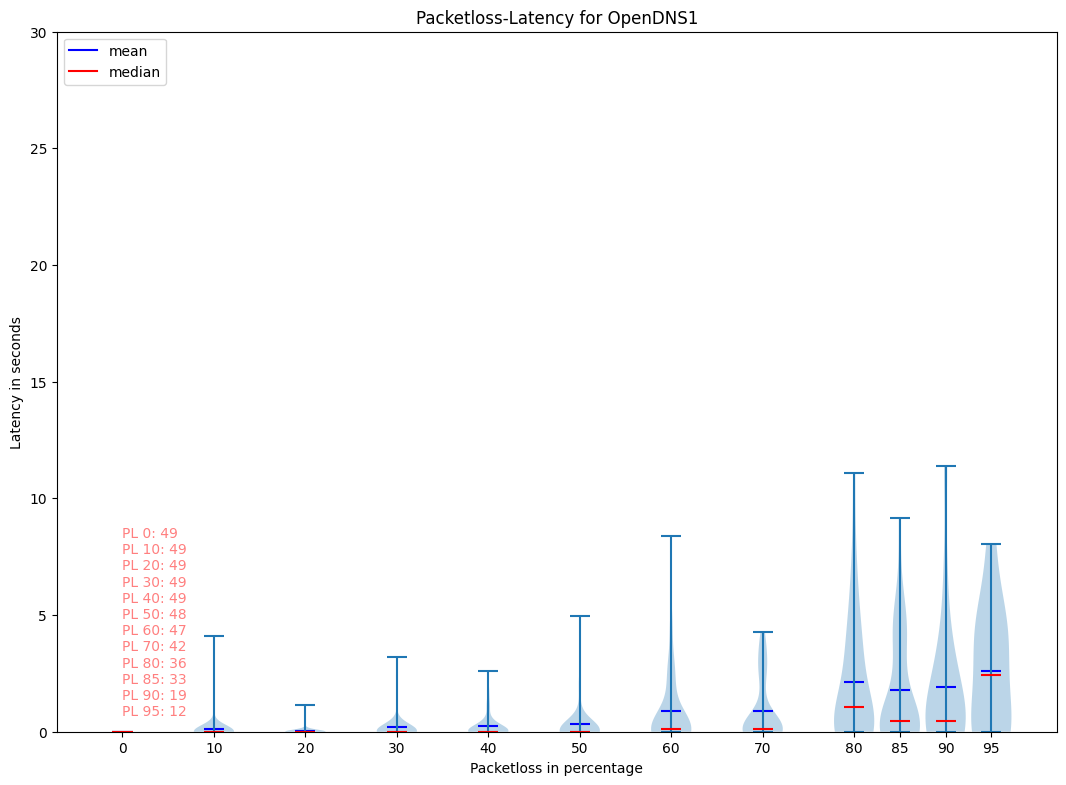 Packetloss-Latency for OpenDNS1
mean
median
30
25
20
15
10
5
0
Latency in seconds
PL 0: 49
PL 10: 49
PL 20: 49
PL 30: 49
PL 40: 49
PL 50: 48
PL 60: 47
PL 70: 42
PL 80: 36
PL 85: 33
PL 90: 19
PL 95: 12
0 10 20 30 40 50 60 70 80 85 90 95
Packetloss in percentage